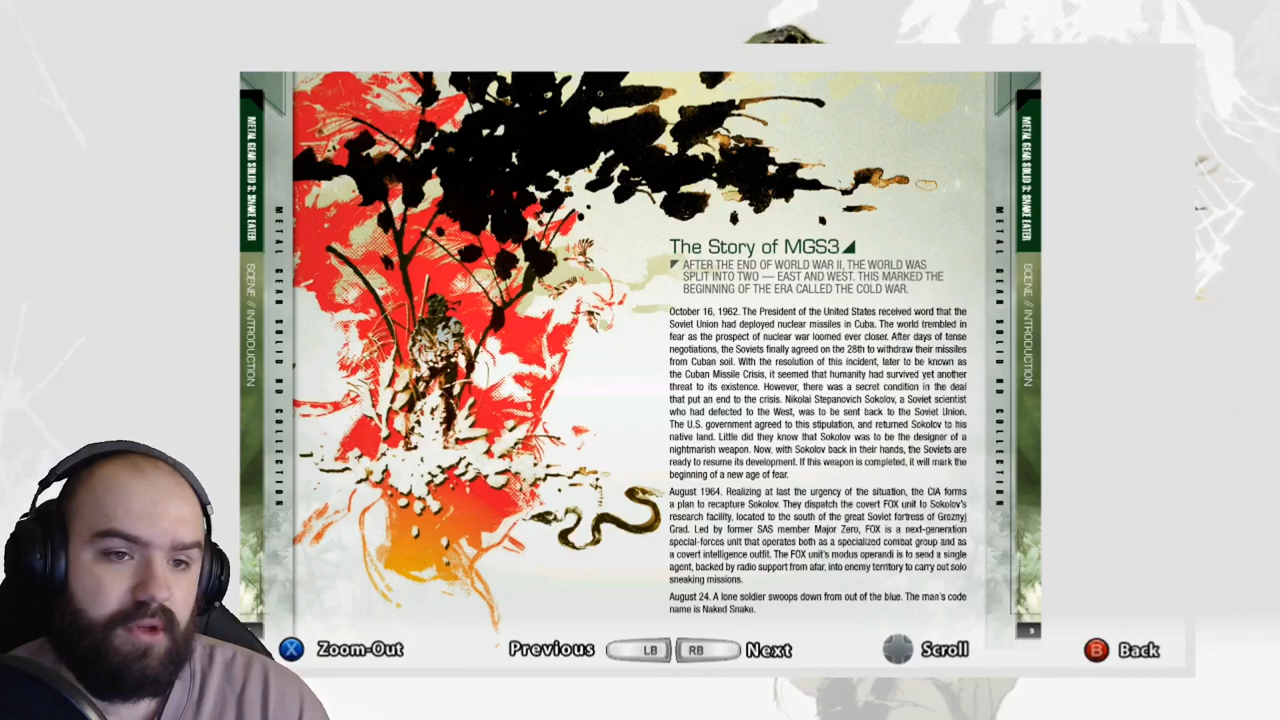 METAL GEAR SOLID 3: SNAKE EATER
SCENE // INTRODUCTION
METAL GEAR SOLID HD COLLECTION
The Story of MGS3
AFTER THE END OF WORLD WAR II, THE WORLD WAS
SPLIT INTO TWO — EAST AND WEST. THIS MARKED THE
BEGINNING OF THE ERA CALLED THE COLD WAR.
October 16, 1962. The President of the United States received word that the
Soviet Union had deployed nuclear missiles in Cuba. The world trembled in
fear as the prospect of nuclear war loomed ever closer. After days of tense
negotiations, the Soviets finally agreed on the 28th to withdraw their missiles
from Cuban soil. With the resolution of this incident, later to be known as
the Cuban Missile Crisis, it seemed that humanity had survived yet another
threat to its existence. However, there was a secret condition in the deal
that put an end to the crisis. Nikolai Stepanovich Sokolov, a Soviet scientist
who had defected to the West, was to be sent back to the Soviet Union.
The U.S. government agreed to this stipulation, and returned Sokolov to his
native land. Little did they know that Sokolov was to be the designer of a
nightmarish weapon. Now, with Sokolov back in their hands, the Soviets are
ready to resume its development. If this weapon is completed, it will mark the
beginning of a new age of fear.
August 1964. Realizing at last the urgency of the situation, the CIA forms
a plan to recapture Sokolov. They dispatch the covert FOX unit to Sokolov's
research facility, located to the south of the great Soviet fortress of Groznyj
Grad. Led by former SAS member Major Zero, FOX is a next-generation
special-forces unit that operates both as a specialized combat group and as
a covert intelligence outfit. The FOX unit's modus operandi is to send a single
agent, backed by radio support from afar, into enemy territory to carry out solo
sneaking missions.
August 24. A lone soldier swoops down from out of the blue. The man's code
name is Naked Snake.
METAL GEAR SOLID HD COLLECTION
METAL GEAR SOLID 3: SNAKE EATER
SCENE // INTRODUCTION
9
X Zoom-Out Previous LB RB Next Scroll B Back